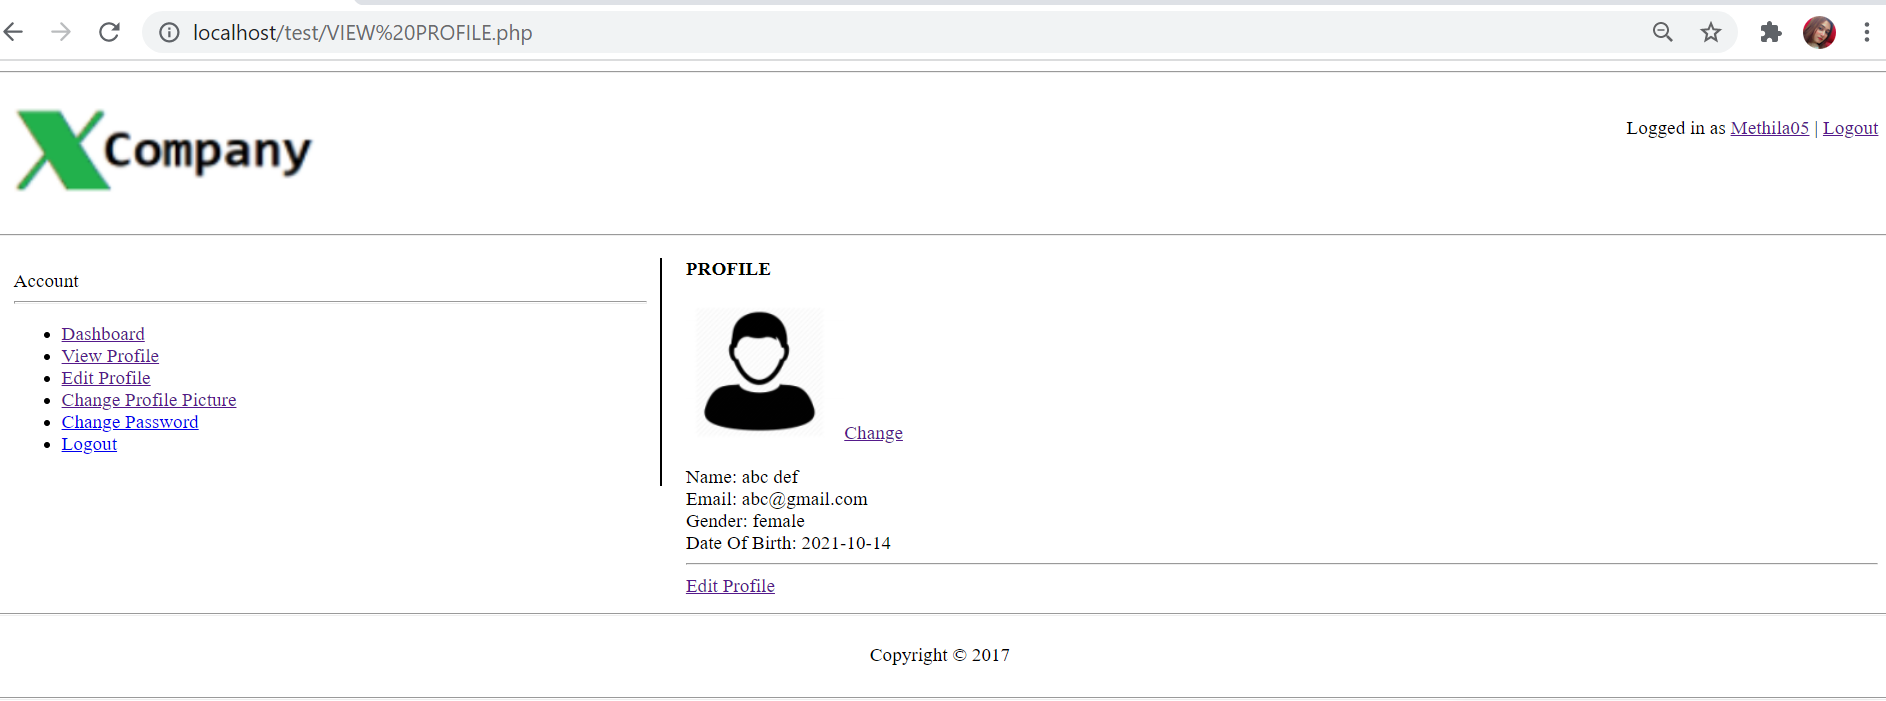 localhost/test/VIEW%20PROFILE.php
X Company
Logged in as Methila05 | Logout
Account
Dashboard
View Profile
Edit Profile
Change Profile Picture
Change Password
Logout
PROFILE
Change
Name: abc def
Email: abc@gmail.com
Gender: female
Date Of Birth: 2021-10-14
Edit Profile
Copyright © 2017